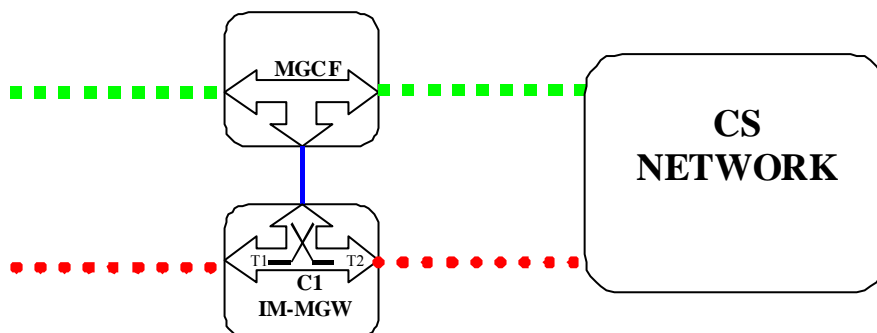 MGCF
CS
NETWORK
T1 T2
C1
IM-MGW